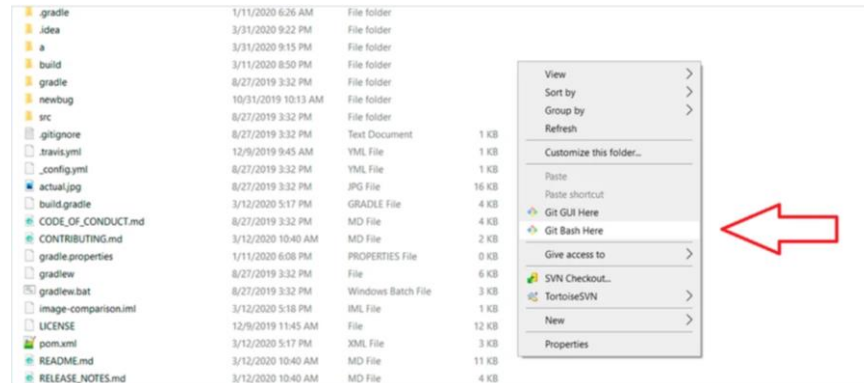 .gradle 1/11/2020 6:26 AM File folder
.idea 3/31/2020 9:22 PM File folder
a 3/31/2020 9:15 PM File folder
build 3/11/2020 8:50 PM File folder
gradle 8/27/2019 3:32 PM File folder
newbug 10/31/2019 10:13 AM File folder
src 8/27/2019 3:32 PM File folder
.gitignore 8/27/2019 3:32 PM Text Document 1 KB
.travis.yml 12/9/2019 9:45 AM YML File 1 KB
_config.yml 8/27/2019 3:32 PM YML File 1 KB
actual.jpg 8/27/2019 3:32 PM JPG File 16 KB
build.gradle 3/12/2020 5:17 PM GRADLE File 4 KB
CODE_OF_CONDUCT.md 8/27/2019 3:32 PM MD File 4 KB
CONTRIBUTING.md 3/12/2020 10:40 AM MD File 2 KB
gradle.properties 1/11/2020 6:08 PM PROPERTIES File 0 KB
gradlew 8/27/2019 3:32 PM File 6 KB
gradlew.bat 8/27/2019 3:32 PM Windows Batch File 3 KB
image-comparison.iml 3/12/2020 5:18 PM IML File 1 KB
LICENSE 12/9/2019 11:45 AM File 12 KB
pom.xml 3/12/2020 5:17 PM XML File 3 KB
README.md 3/12/2020 10:40 AM MD File 11 KB
RELEASE_NOTES.md 3/12/2020 10:40 AM MD File 4 KB
View
Sort by
Group by
Refresh
Customize this folder...
Paste
Paste shortcut
Git GUI Here
Git Bash Here
Give access to
SVN Checkout...
TortoiseSVN
New
Properties